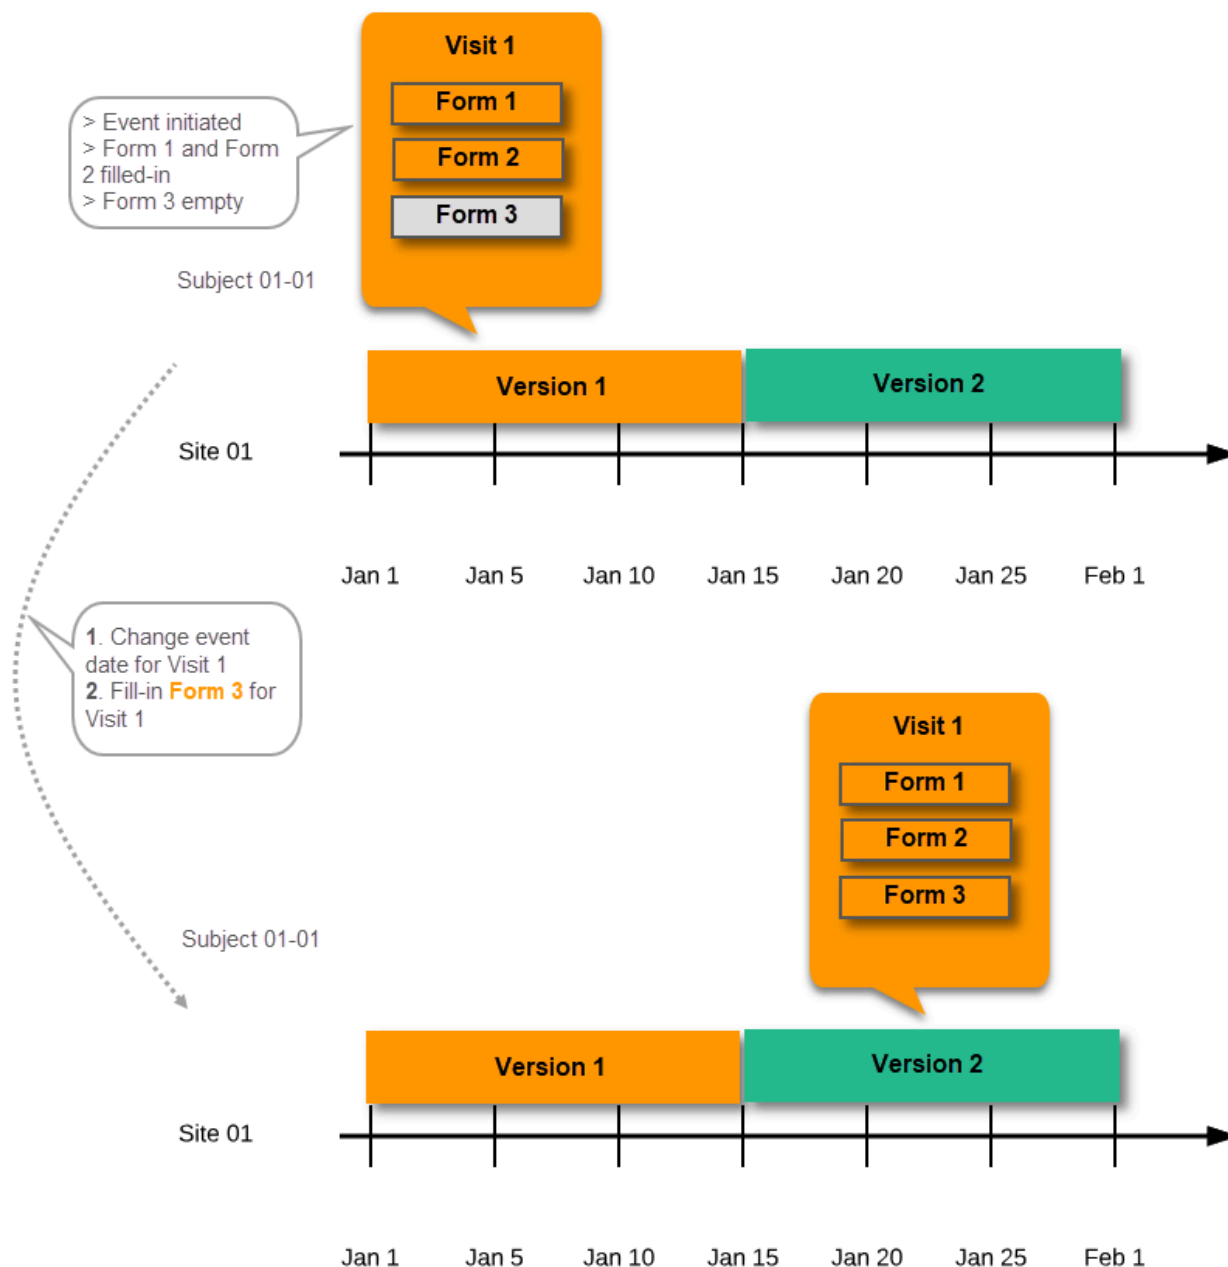 Visit 1
Form 1
Form 2
Form 3
> Event initiated
> Form 1 and Form
2 filled-in
> Form 3 empty
Subject 01-01
Version 1
Version 2
Site 01
Jan 1
Jan 5
Jan 10
Jan 15
Jan 20
Jan 25
Feb 1
1. Change event
date for Visit 1
2. Fill-in Form 3 for
Visit 1
Visit 1
Form 1
Form 2
Form 3
Subject 01-01
Version 1
Version 2
Site 01
Jan 1
Jan 5
Jan 10
Jan 15
Jan 20
Jan 25
Feb 1